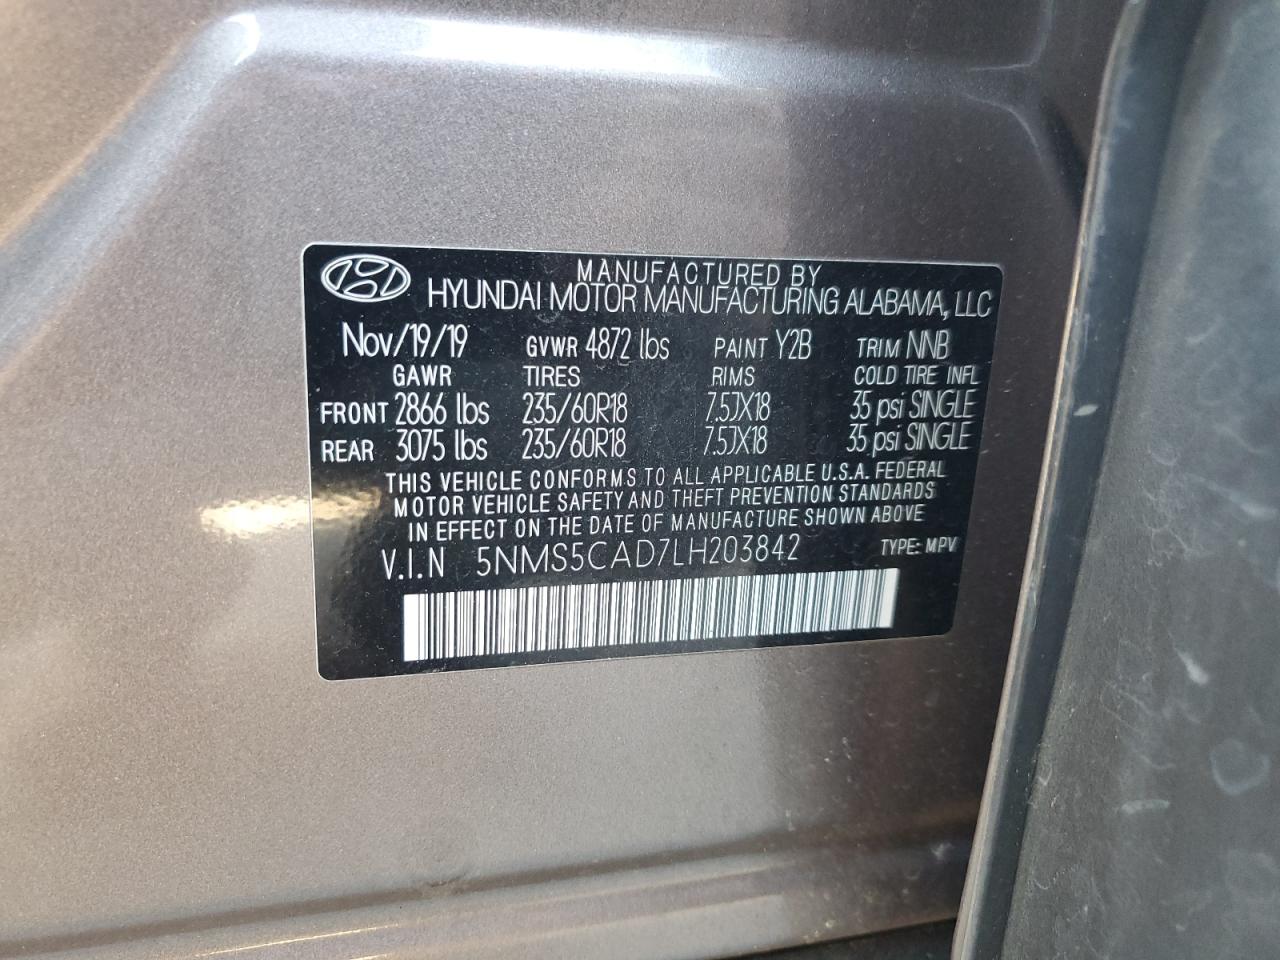 MANUFACTURED BY
HYUNDAI MOTOR MANUFACTURING ALABAMA, LLC
Nov/19/19 GVWR 4872 lbs PAINT Y2B TRIM NNB
GAWR TIRES RIMS COLD TIRE INFL
FRONT 2866 lbs 235/60R18 7.5JX18 35 psi SINGLE
REAR 3075 lbs 235/60R18 7.5JX18 35 psi SINGLE
THIS VEHICLE CONFORMS TO ALL APPLICABLE U.S.A. FEDERAL
MOTOR VEHICLE SAFETY AND THEFT PREVENTION STANDARDS
IN EFFECT ON THE DATE OF MANUFACTURE SHOWN ABOVE
V.I.N 5NMS5CAD7LH203842 TYPE: MPV